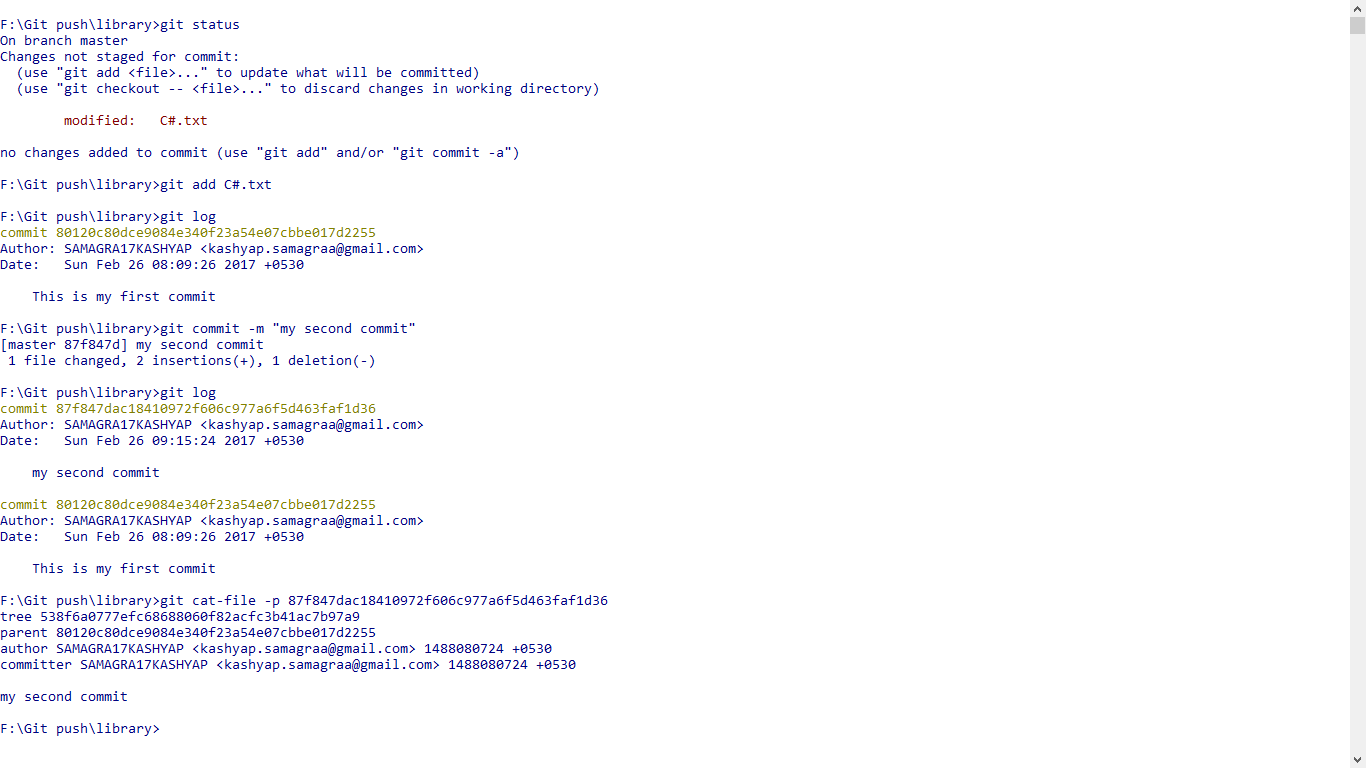 F:\Git push\library>git status
On branch master
Changes not staged for commit:
  (use "git add <file>..." to update what will be committed)
  (use "git checkout -- <file>..." to discard changes in working directory)
        modified:   C#.txt
no changes added to commit (use "git add" and/or "git commit -a")
F:\Git push\library>git add C#.txt
F:\Git push\library>git log
commit 80120c80dce9084e340f23a54e07cbbe017d2255
Author: SAMAGRA17KASHYAP <kashyap.samagraa@gmail.com>
Date:   Sun Feb 26 08:09:26 2017 +0530
    This is my first commit
F:\Git push\library>git commit -m "my second commit"
[master 87f847d] my second commit
 1 file changed, 2 insertions(+), 1 deletion(-)
F:\Git push\library>git log
commit 87f847dac18410972f606c977a6f5d463faf1d36
Author: SAMAGRA17KASHYAP <kashyap.samagraa@gmail.com>
Date:   Sun Feb 26 09:15:24 2017 +0530
    my second commit
commit 80120c80dce9084e340f23a54e07cbbe017d2255
Author: SAMAGRA17KASHYAP <kashyap.samagraa@gmail.com>
Date:   Sun Feb 26 08:09:26 2017 +0530
    This is my first commit
F:\Git push\library>git cat-file -p 87f847dac18410972f606c977a6f5d463faf1d36
tree 538f6a0777efc68688060f82acfc3b41ac7b97a9
parent 80120c80dce9084e340f23a54e07cbbe017d2255
author SAMAGRA17KASHYAP <kashyap.samagraa@gmail.com> 1488080724 +0530
committer SAMAGRA17KASHYAP <kashyap.samagraa@gmail.com> 1488080724 +0530
my second commit
F:\Git push\library>